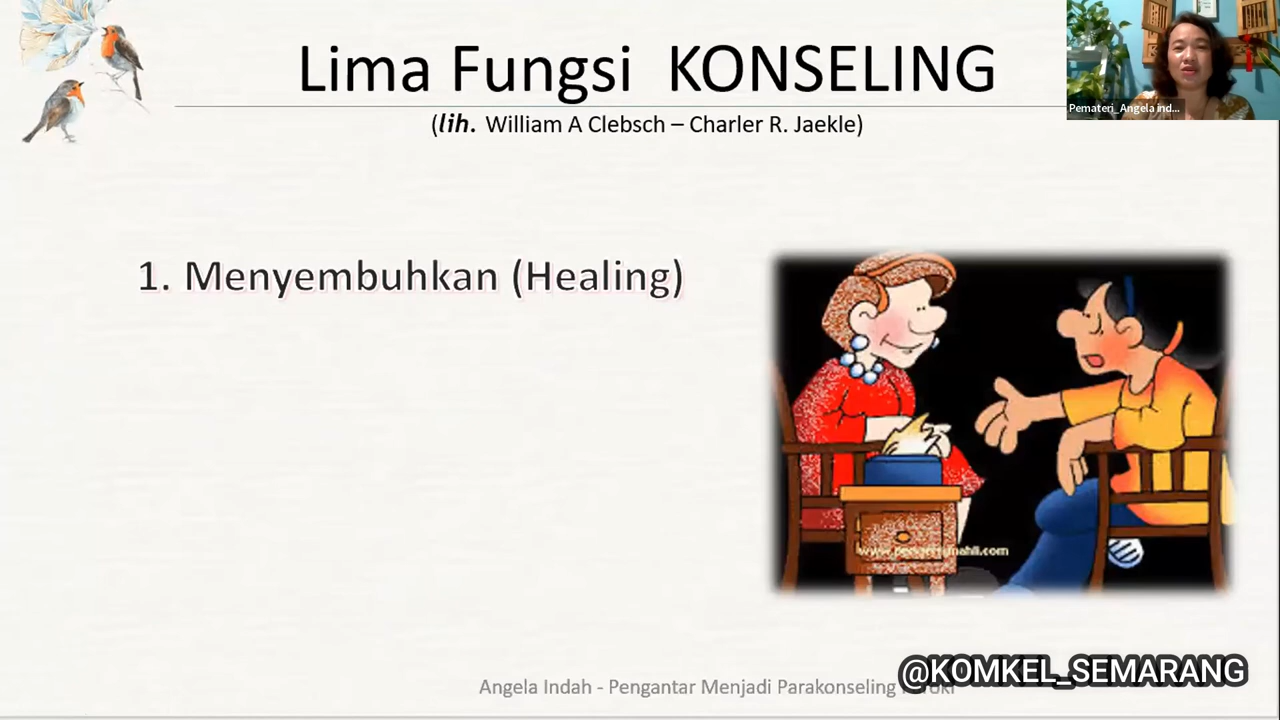 Lima Fungsi KONSELING
(lih. William A Clebsch – Charler R. Jaekle)
Pemateri_Angela ind...
1. Menyembuhkan (Healing)
@KOMKEL_SEMARANG
Angela Indah - Pengantar Menjadi Parakonseling